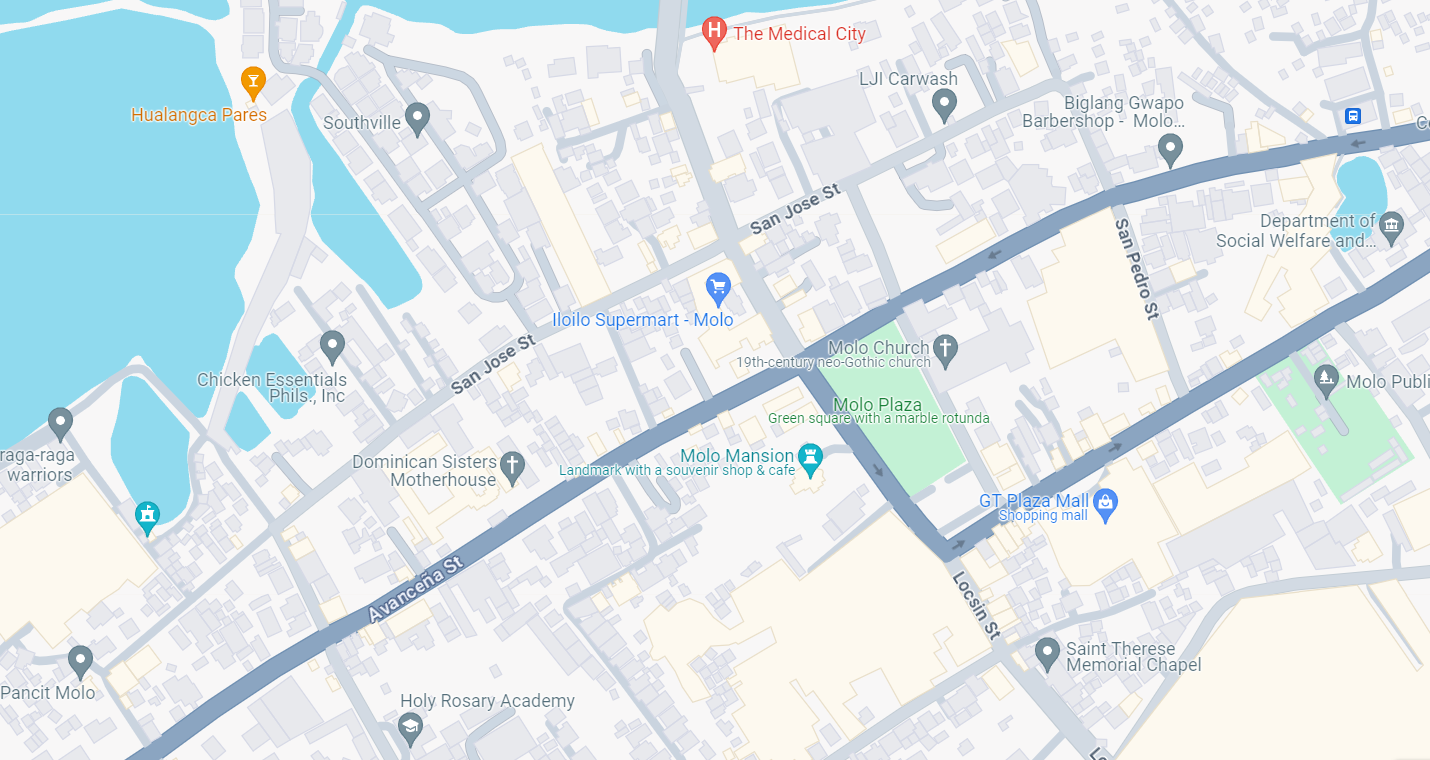 The Medical City
LJI Carwash
Hualangca Pares
Southville
Biglang Gwapo
Barbershop - Molo...
San Jose St
Department of
Social Welfare and...
San Pedro St
Iloilo Supermart - Molo
Molo Church
19th-century neo-Gothic church
San Jose St
Chicken Essentials
Phils., Inc
Molo Publi
Molo Plaza
Green square with a marble rotunda
raga-raga
warriors
Dominican Sisters
Motherhouse
Molo Mansion
Landmark with a souvenir shop & cafe
GT Plaza Mall
Shopping mall
Avanceña St
Locsin St
Saint Therese
Memorial Chapel
Pancit Molo
Holy Rosary Academy